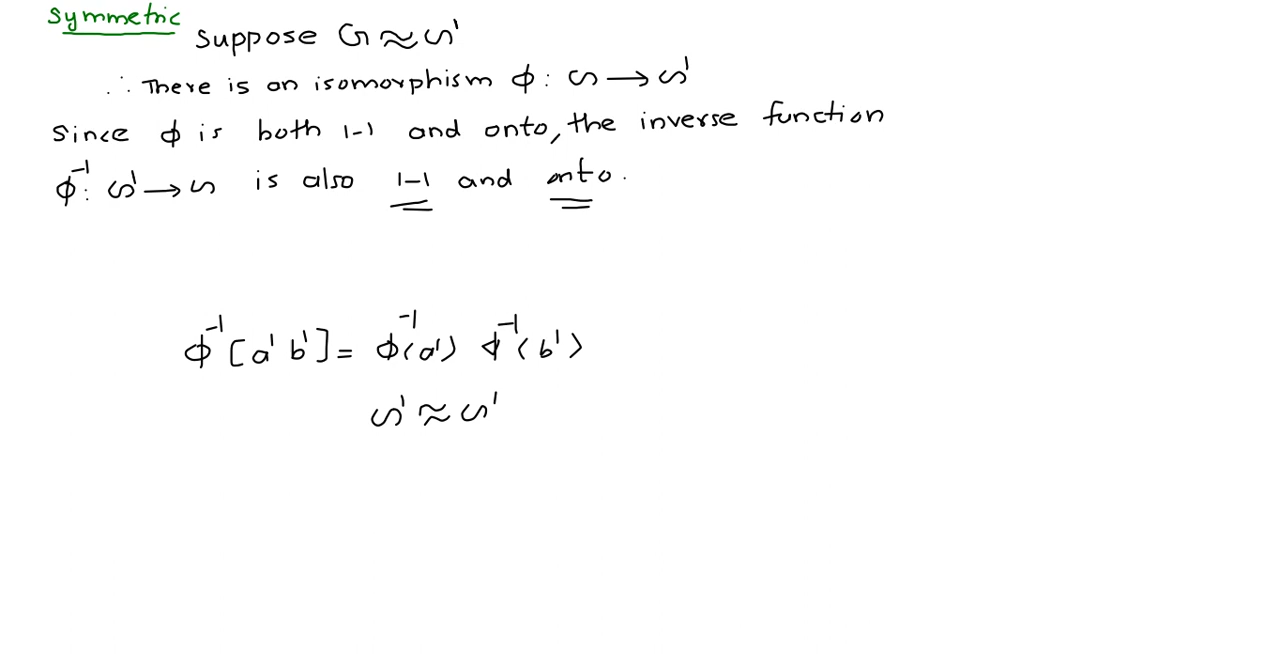 Symmetric Suppose G ≈ G'
∴ There is an isomorphism ϕ: G → G'
Since ϕ is both 1-1 and onto, the inverse function
ϕ⁻¹: G' → G is also 1-1 and onto.
ϕ⁻¹[a' b'] = ϕ⁻¹(a') ϕ⁻¹(b')
G' ≈ G'